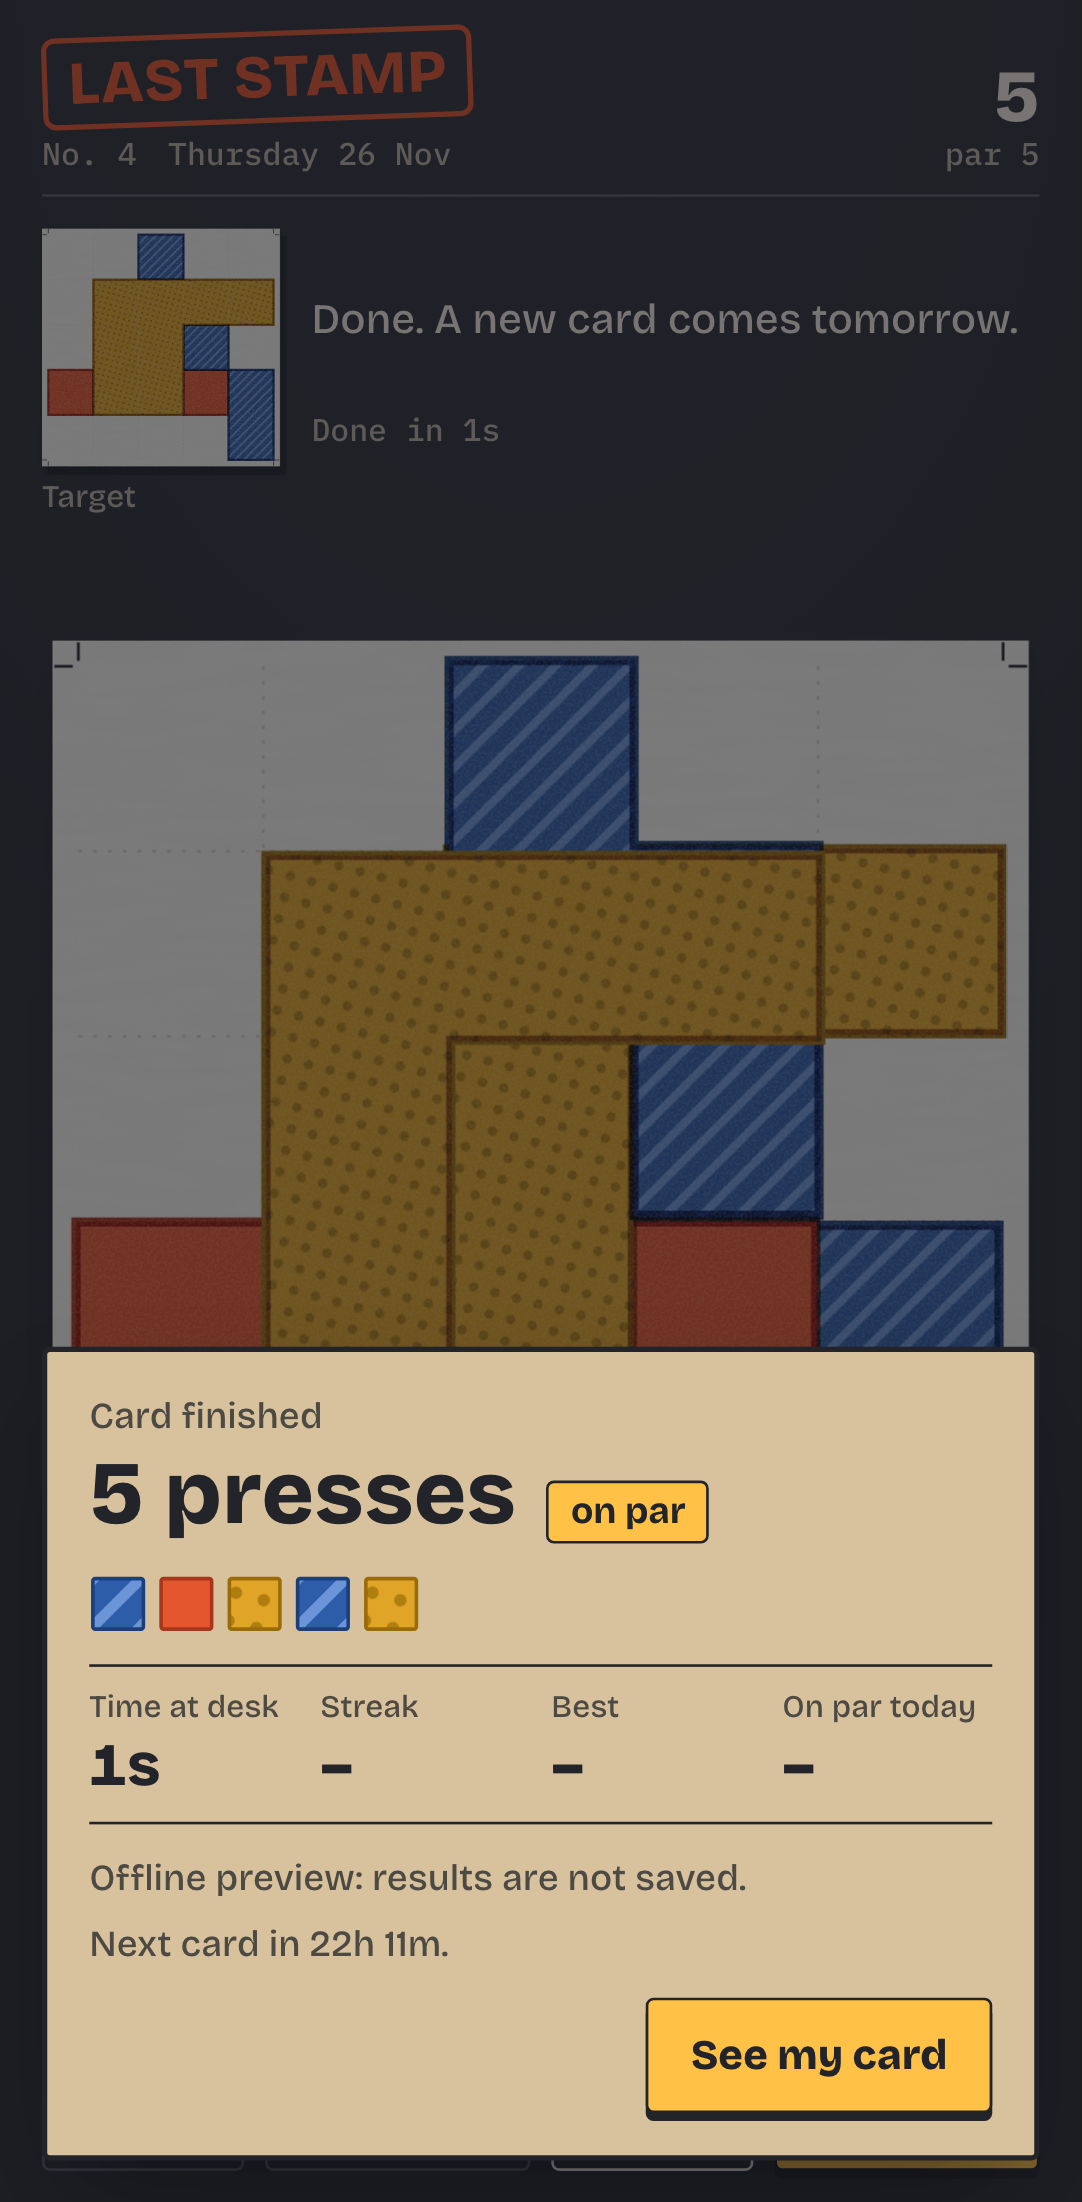 LAST STAMP
5
No. 4 Thursday 26 Nov
par 5
Done. A new card comes tomorrow.
Done in 1s
Target
Card finished
5 presses
on par
Time at desk Streak Best On par today
1s – – –
Offline preview: results are not saved.
Next card in 22h 11m.
See my card